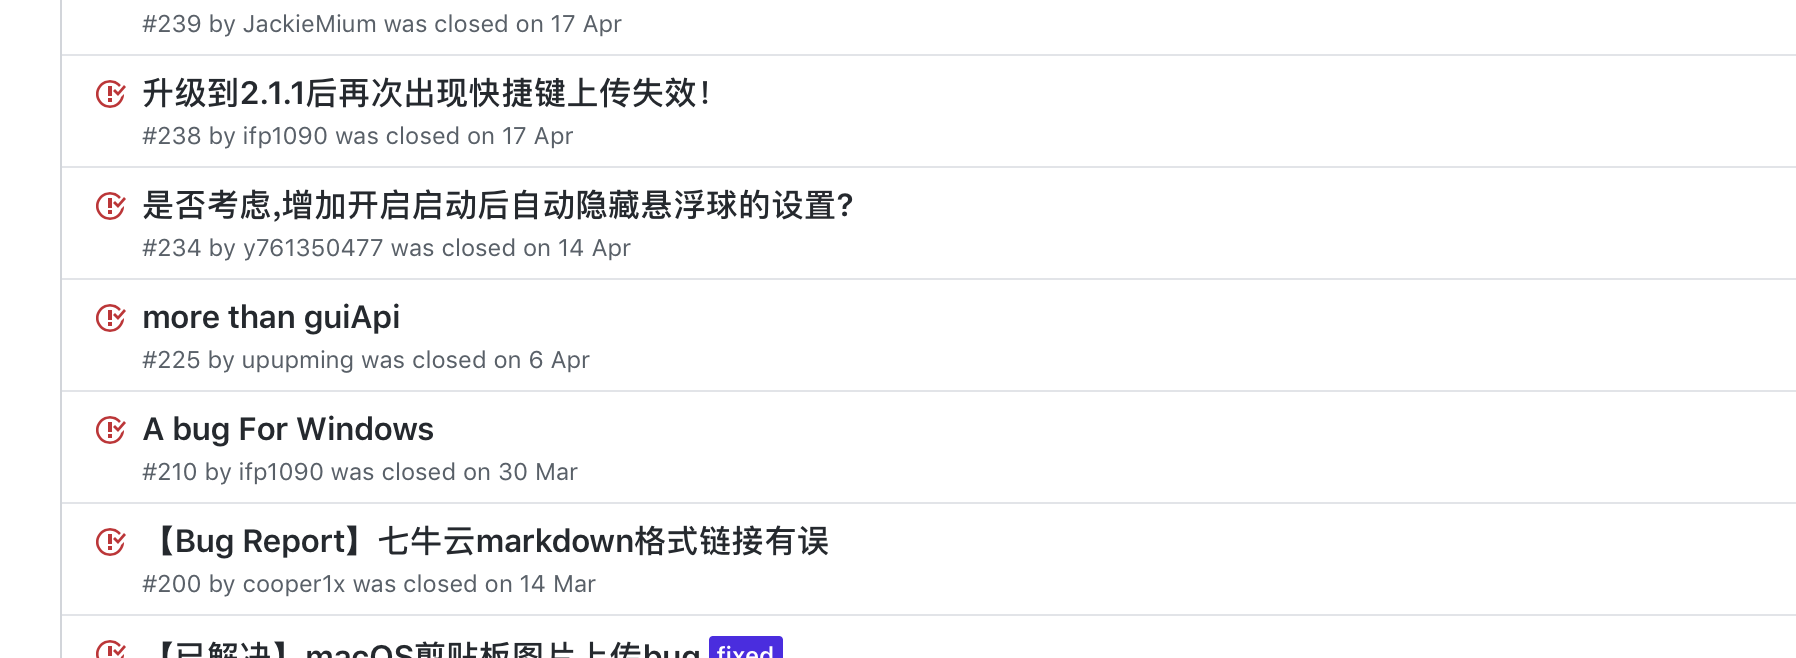 #239 by JackieMium was closed on 17 Apr
升级到2.1.1后再次出现快捷键上传失效！
#238 by ifp1090 was closed on 17 Apr
是否考虑,增加开启启动后自动隐藏悬浮球的设置?
#234 by y761350477 was closed on 14 Apr
more than guiApi
#225 by upupming was closed on 6 Apr
A bug For Windows
#210 by ifp1090 was closed on 30 Mar
【Bug Report】七牛云markdown格式链接有误
#200 by cooper1x was closed on 14 Mar
【已解决】macOS剪贴板图片上传bug fixed